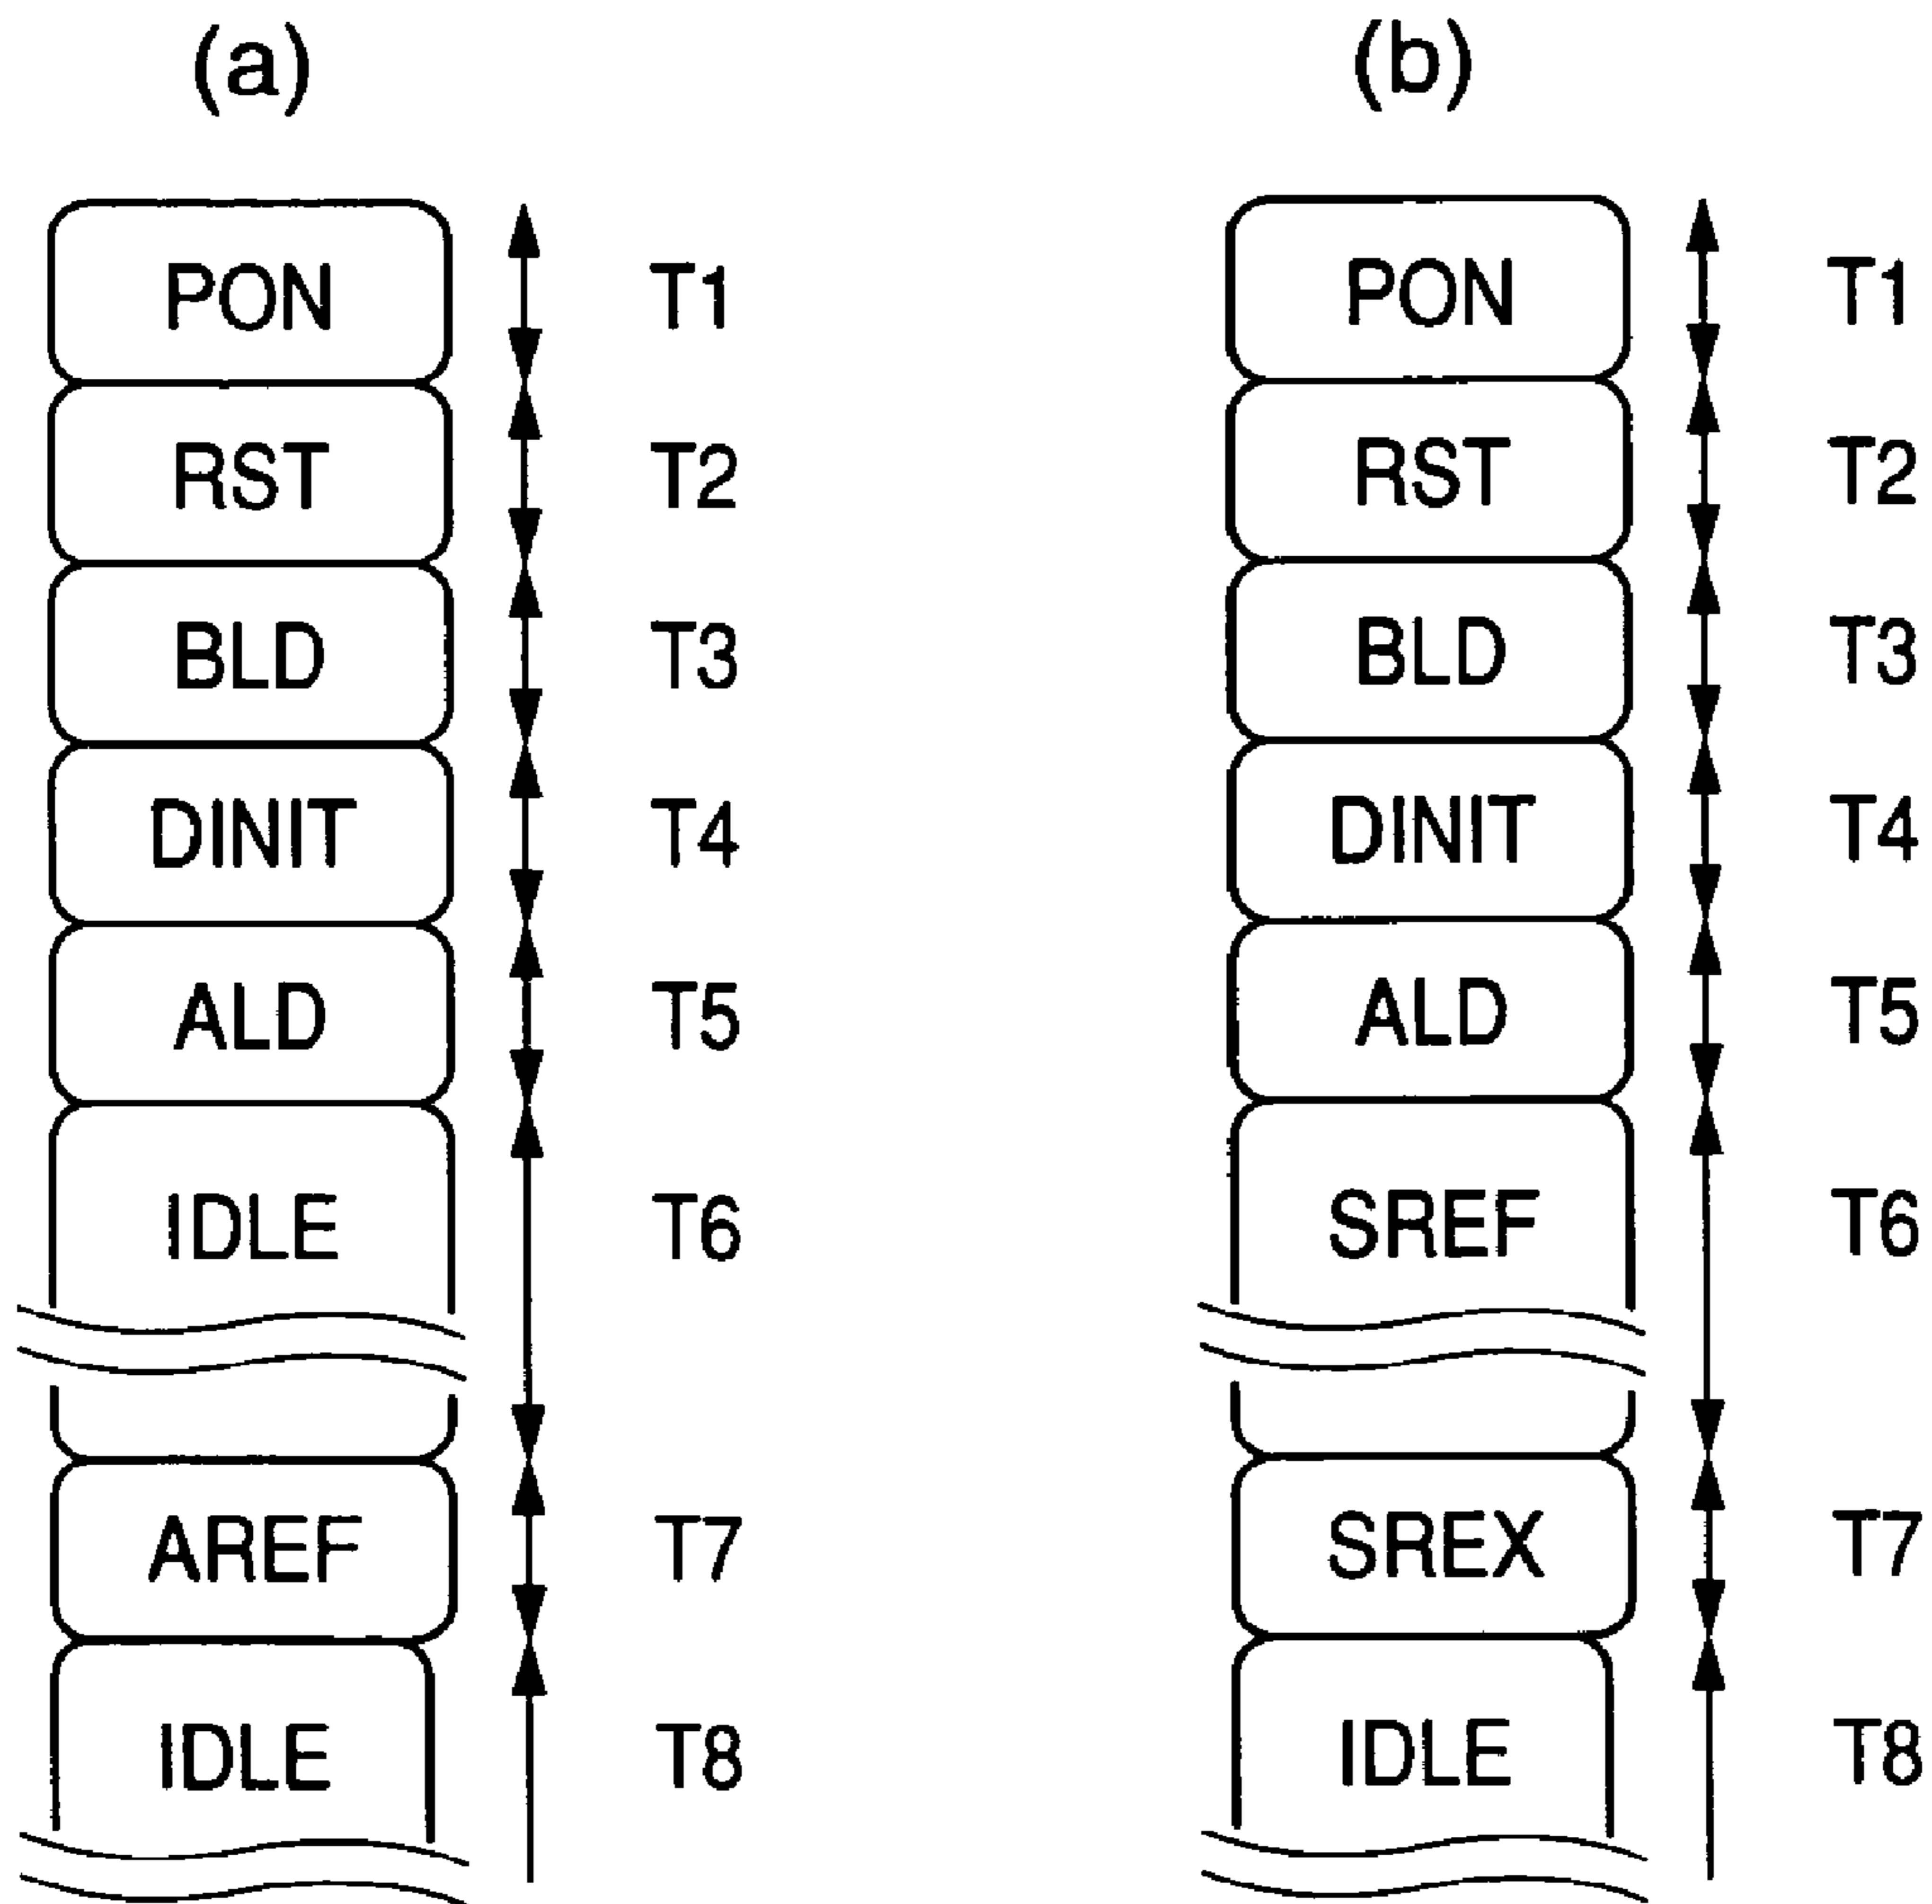 (a)
PON T1
RST T2
BLD T3
DINIT T4
ALD T5
IDLE T6
AREF T7
IDLE T8
(b)
PON T1
RST T2
BLD T3
DINIT T4
ALD T5
SREF T6
SREX T7
IDLE T8